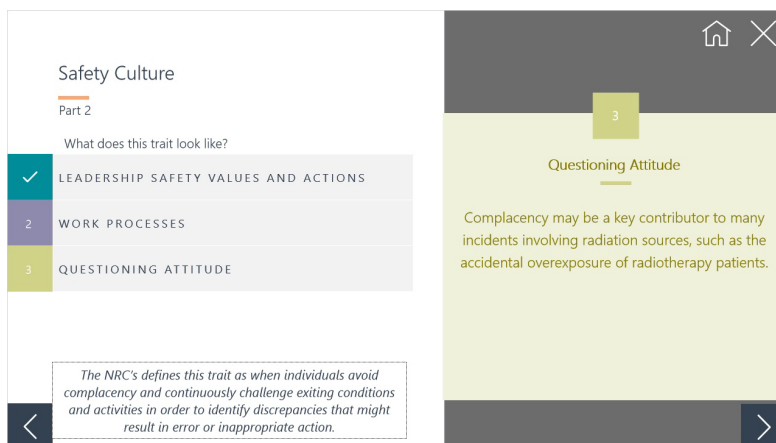 Safety Culture
Part 2
What does this trait look like?
LEADERSHIP SAFETY VALUES AND ACTIONS
2
WORK PROCESSES
3
QUESTIONING ATTITUDE
The NRC's defines this trait as when individuals avoid
complacency and continuously challenge exiting conditions
and activities in order to identify discrepancies that might
result in error or inappropriate action.
3
Questioning Attitude
Complacency may be a key contributor to many
incidents involving radiation sources, such as the
accidental overexposure of radiotherapy patients.